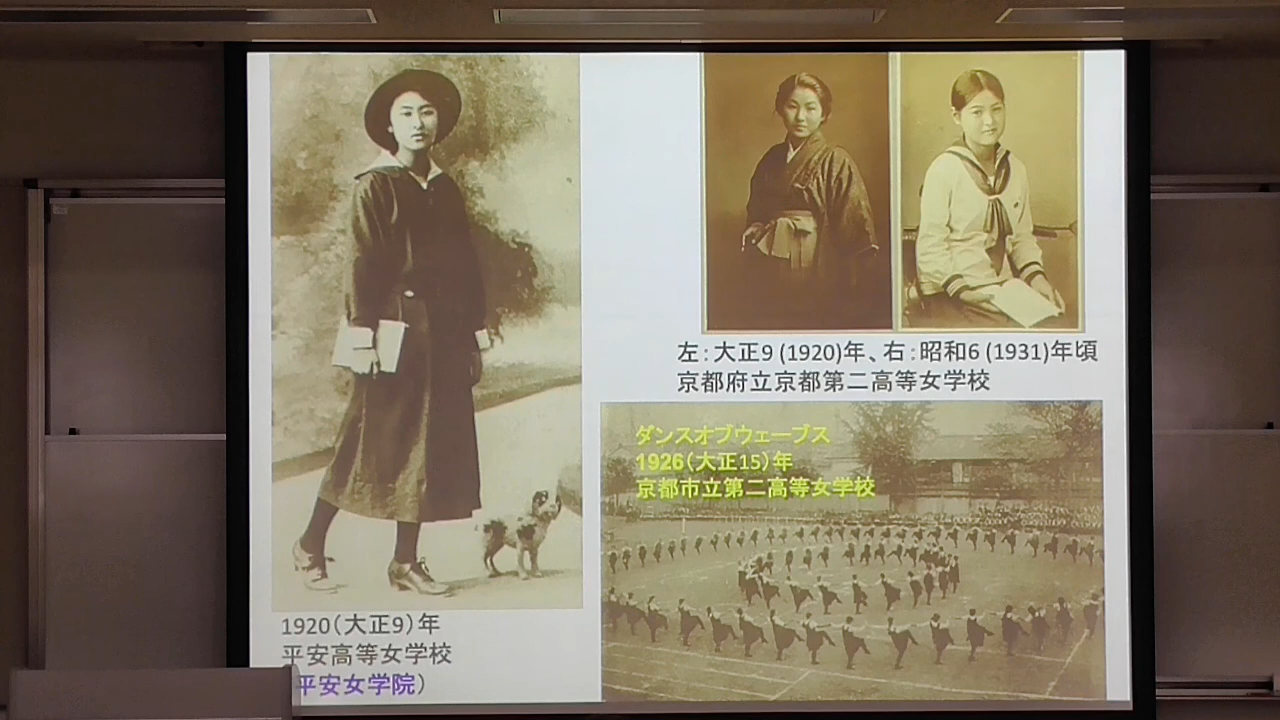 左：大正9 (1920)年、右：昭和6 (1931)年頃
京都府立京都第二高等女学校
ダンスオブウェーブス
1926（大正15）年
京都市立第二高等女学校
1920（大正9）年
平安高等女学校
平安女学院）